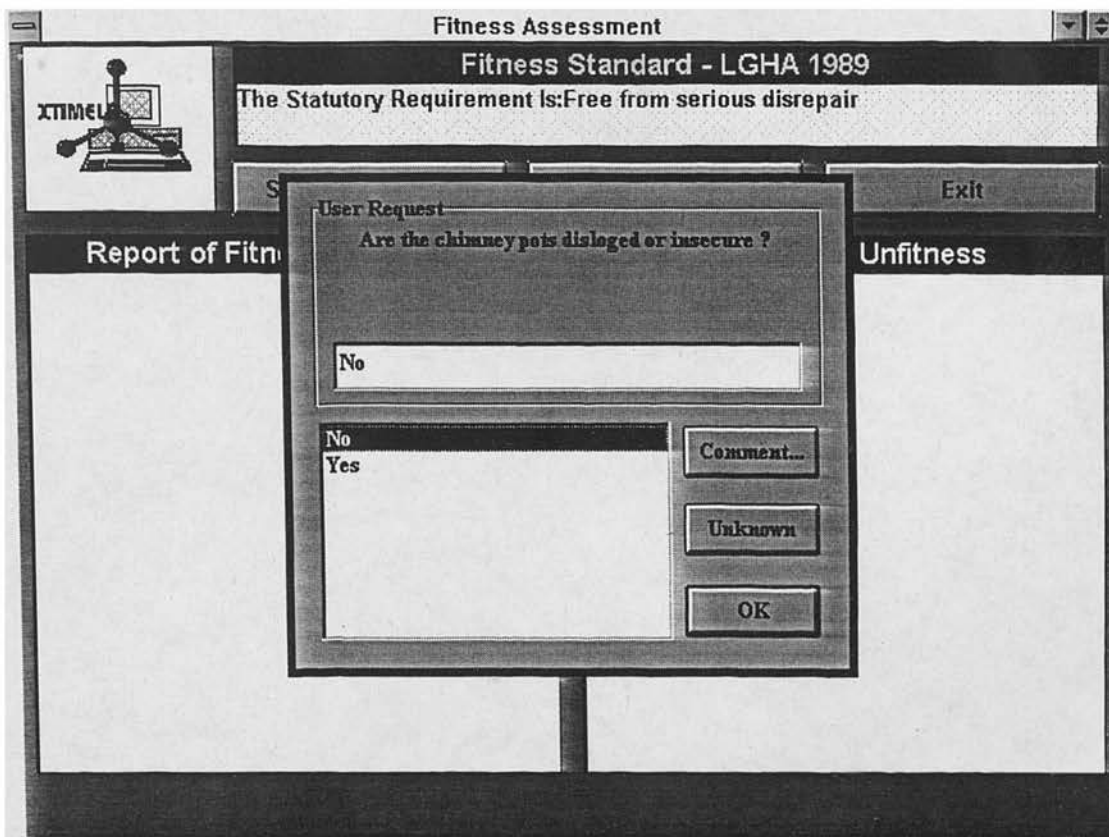 Fitness Assessment
Fitness Standard - LGHA 1989
XTIMEL
The Statutory Requirement Is:Free from serious disrepair
S
Exit
User Request
Are the chimney pots disloged or insecure ?
Report of Fitn
Unfitness
No
No
Yes
Comment...
Unknown
OK